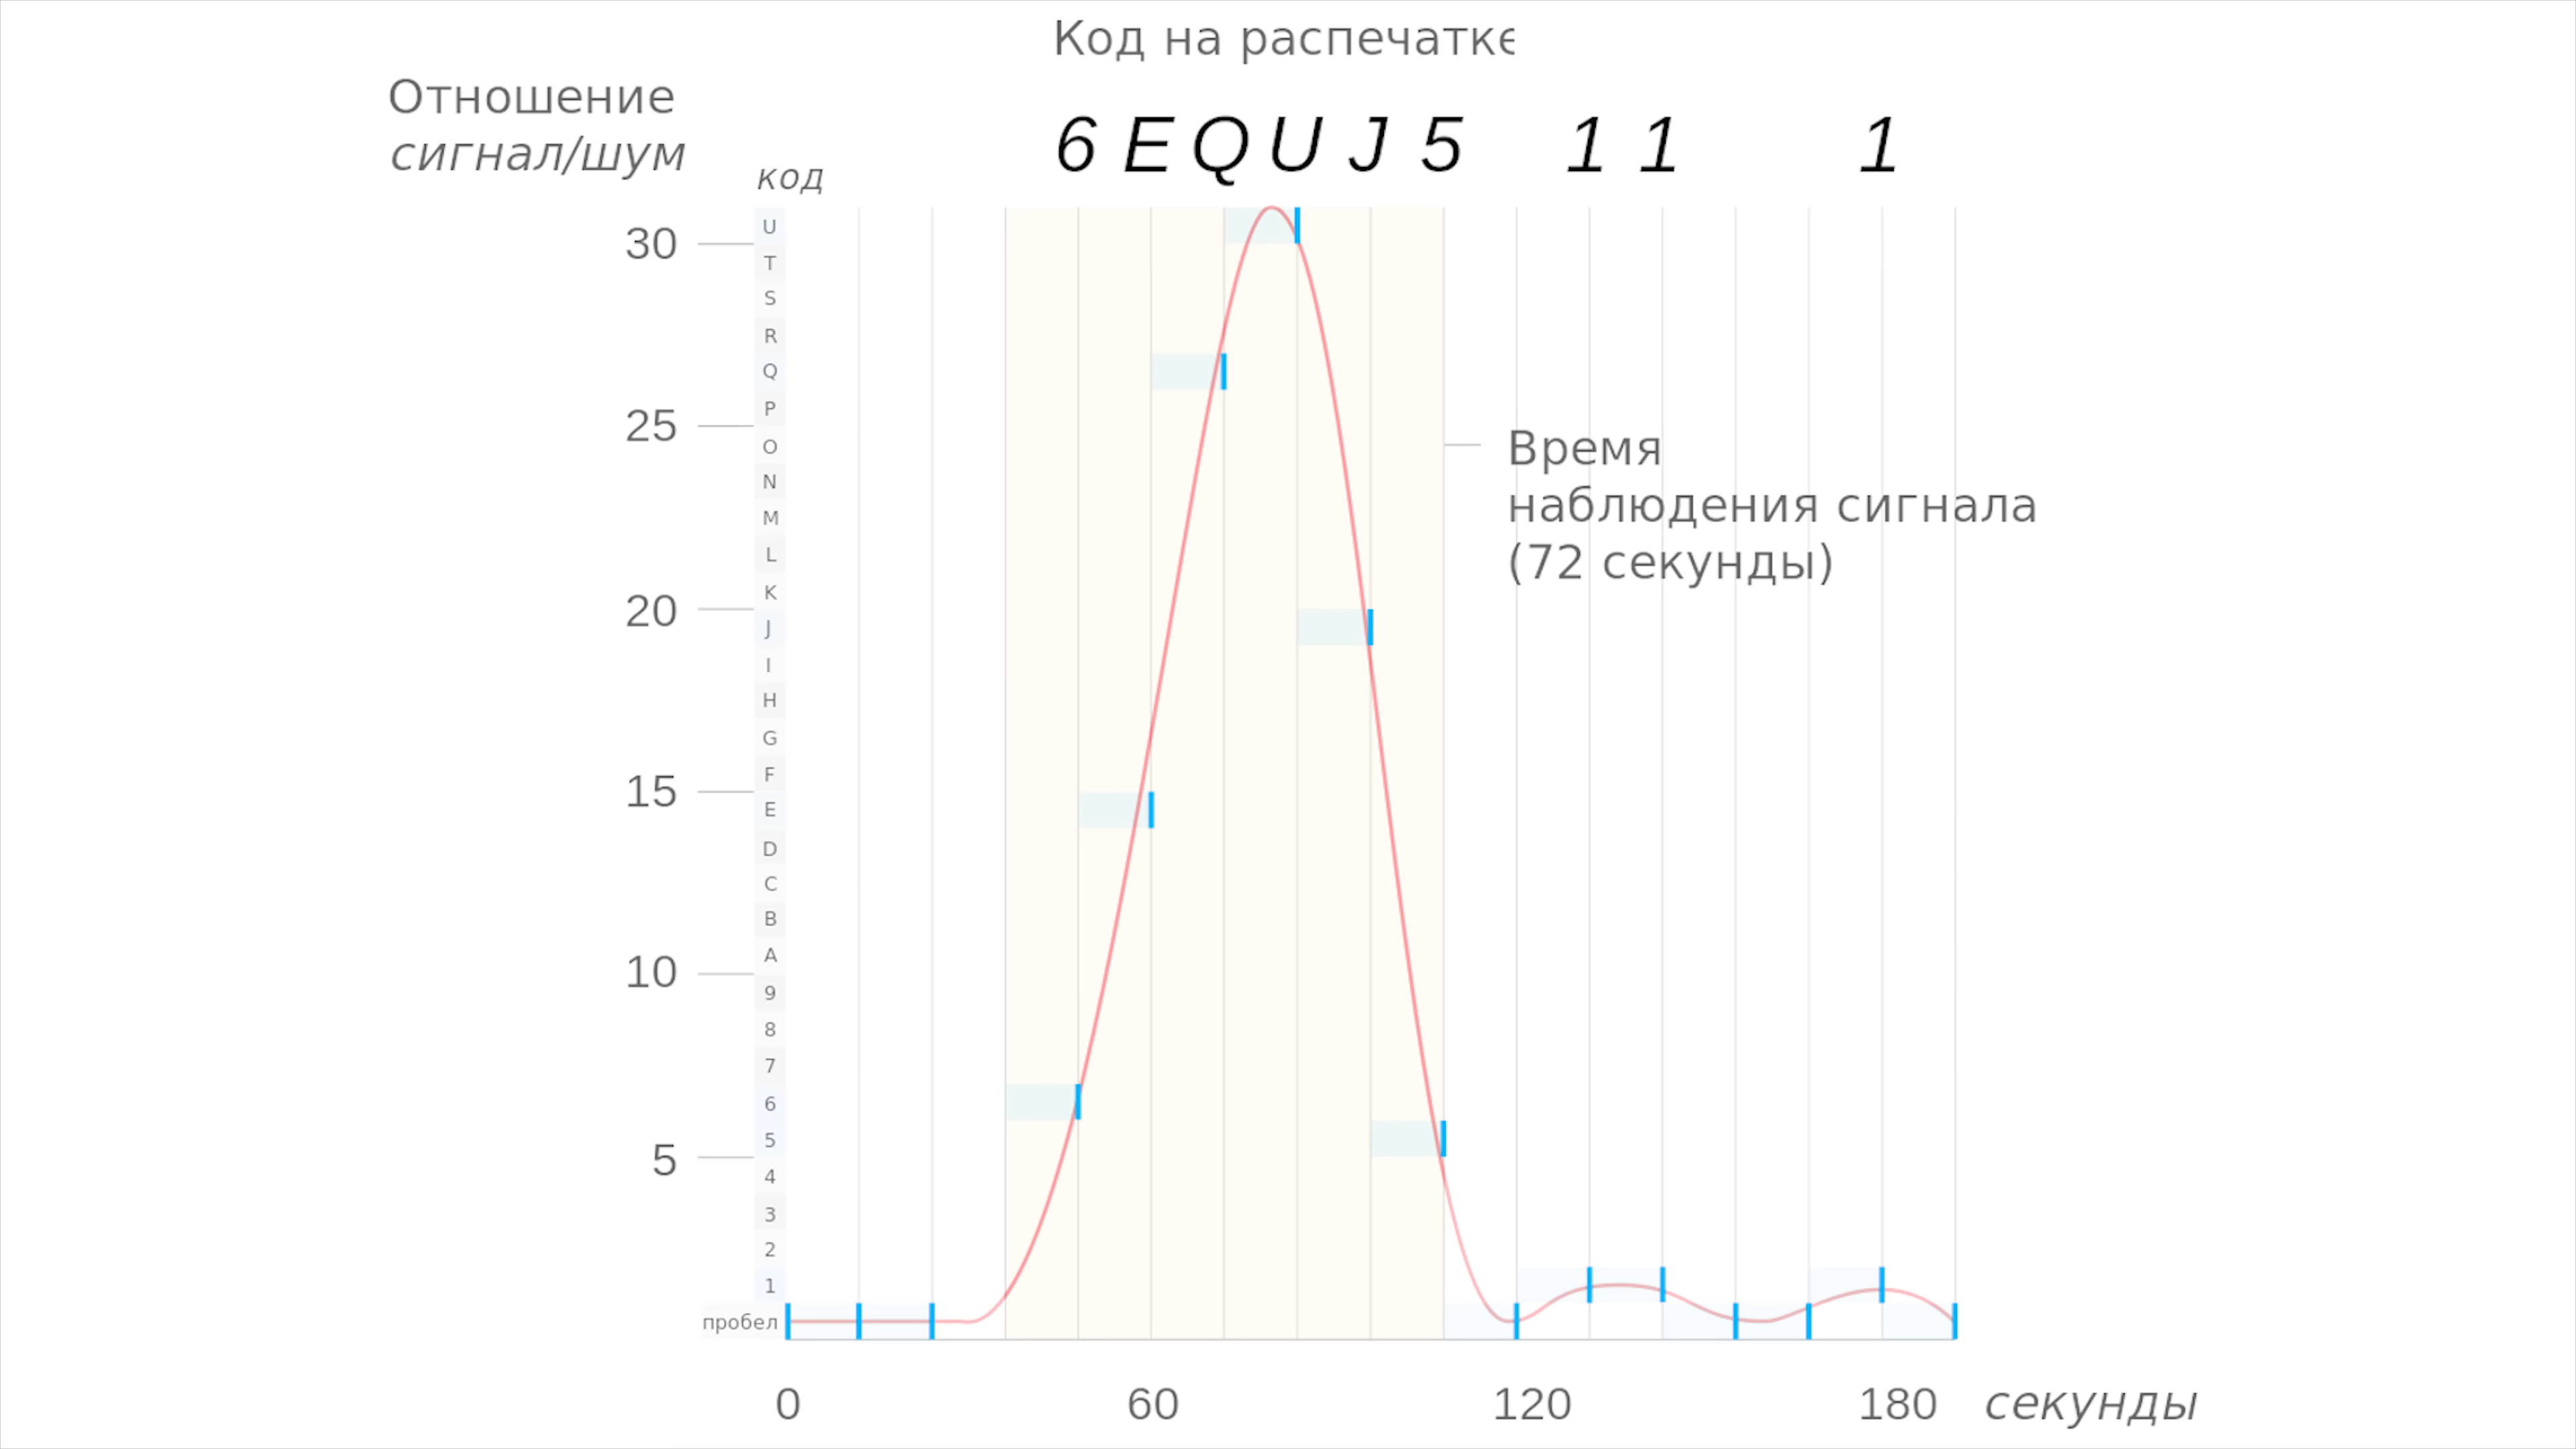 Код на распечатке
Отношение
сигнал/шум
код
6 E Q U J 5 1 1 1
30
25
20
15
10
5
U
T
S
R
Q
P
O
N
M
L
K
J
I
H
G
F
E
D
C
B
A
9
8
7
6
5
4
3
2
1
пробел
Время
наблюдения сигнала
(72 секунды)
0 60 120 180 секунды